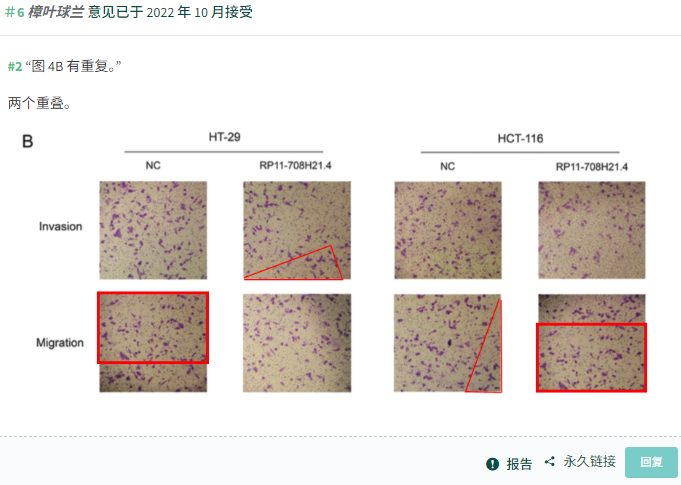 #6 樟叶球兰 意见已于 2022 年 10 月接受
#2 “图 4B 有重复。”
两个重叠。
B
HT-29
HCT-116
NC
RP11-708H21.4
NC
RP11-708H21.4
Invasion
Migration
报告
永久链接
回复